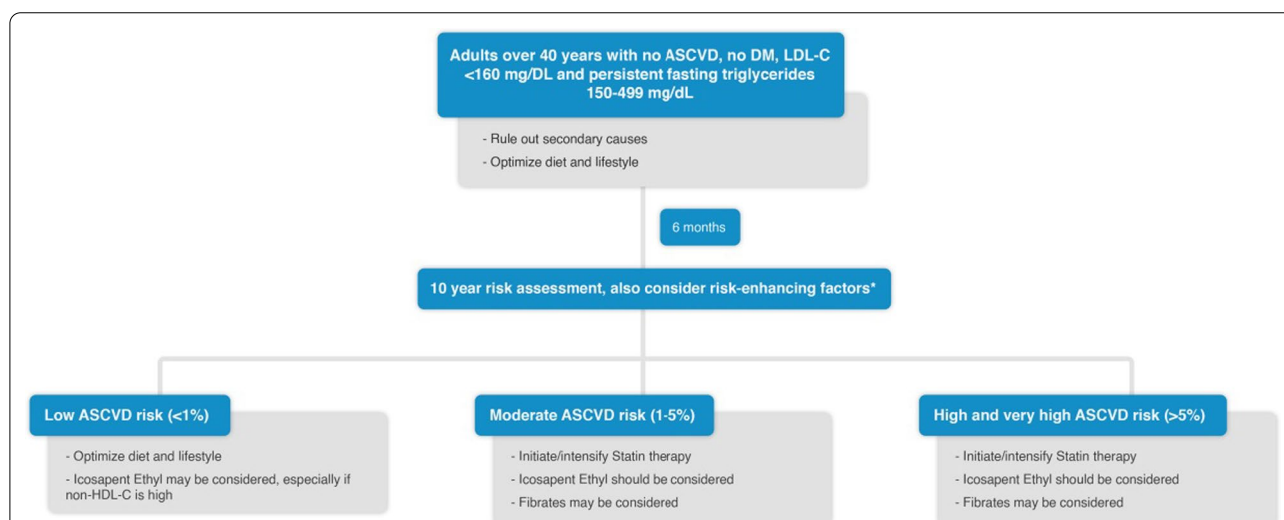 Adults over 40 years with no ASCVD, no DM, LDL-C
<160 mg/DL and persistent fasting triglycerides
150-499 mg/dL
- Rule out secondary causes
- Optimize diet and lifestyle
6 months
10 year risk assessment, also consider risk-enhancing factors*
Low ASCVD risk (<1%)
- Optimize diet and lifestyle
- Icosapent Ethyl may be considered, especially if
non-HDL-C is high
Moderate ASCVD risk (1-5%)
- Initiate/intensify Statin therapy
- Icosapent Ethyl should be considered
- Fibrates may be considered
High and very high ASCVD risk (>5%)
- Initiate/intensify Statin therapy
- Icosapent Ethyl should be considered
- Fibrates may be considered